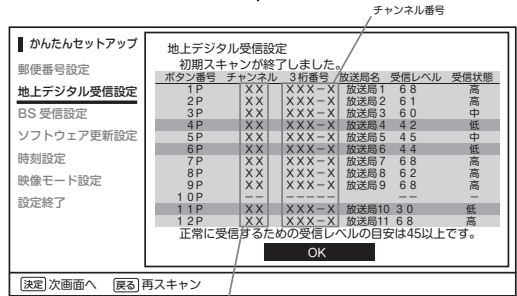 チャンネル番号
かんたんセットアップ
郵便番号設定
地上デジタル受信設定
BS 受信設定
ソフトウェア更新設定
時刻設定
映像モード設定
設定終了
地上デジタル受信設定
初期スキャンが終了しました。
ボタン番号 チャンネル 3桁番号 放送局名 受信レベル 受信状態
1P XX XXX-X 放送局1 68 高
2P XX XXX-X 放送局2 61 高
3P XX XXX-X 放送局3 60 中
4P XX XXX-X 放送局4 42 低
5P XX XXX-X 放送局5 45 中
6P XX XXX-X 放送局6 44 低
7P XX XXX-X 放送局7 68 高
8P XX XXX-X 放送局8 62 高
9P XX XXX-X 放送局9 68 高
10P -- ----- -- -
11P XX XXX-X 放送局10 30 低
12P XX XXX-X 放送局11 68 高
正常に受信するための受信レベルの目安は45以上です。
OK
決定 次画面へ 戻る 再スキャン